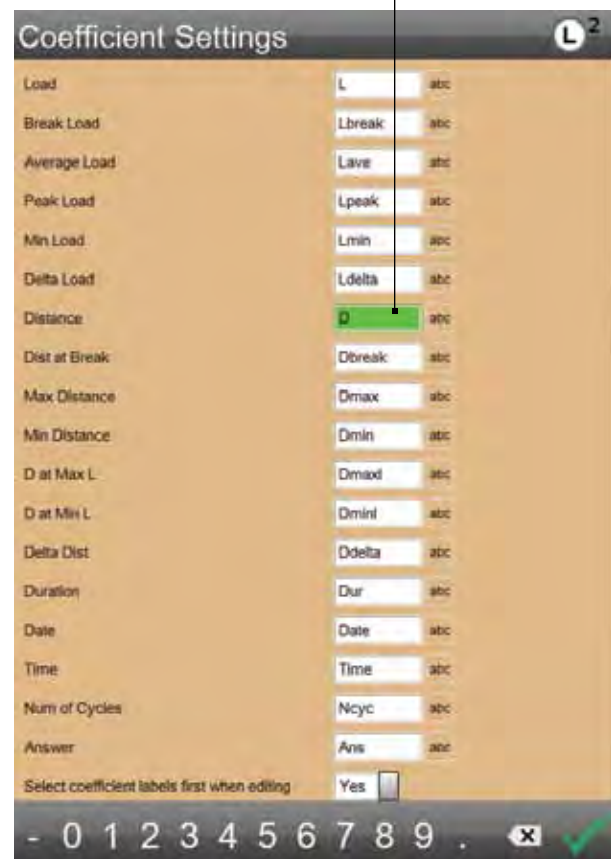 Coefficient Settings L2
Load L abc
Break Load Lbreak abc
Average Load Lave abc
Peak Load Lpeak abc
Min Load Lmin abc
Delta Load Ldelta abc
Distance D abc
Dist at Break Dbreak abc
Max Distance Dmax abc
Min Distance Dmin abc
D at Max L Dmaxl abc
D at Min L Dminl abc
Delta Dist Ddelta abc
Duration Dur abc
Date Date abc
Time Time abc
Num of Cycles Ncyc abc
Answer Ans abc
Select coefficient labels first when editing Yes
- 0 1 2 3 4 5 6 7 8 9 .